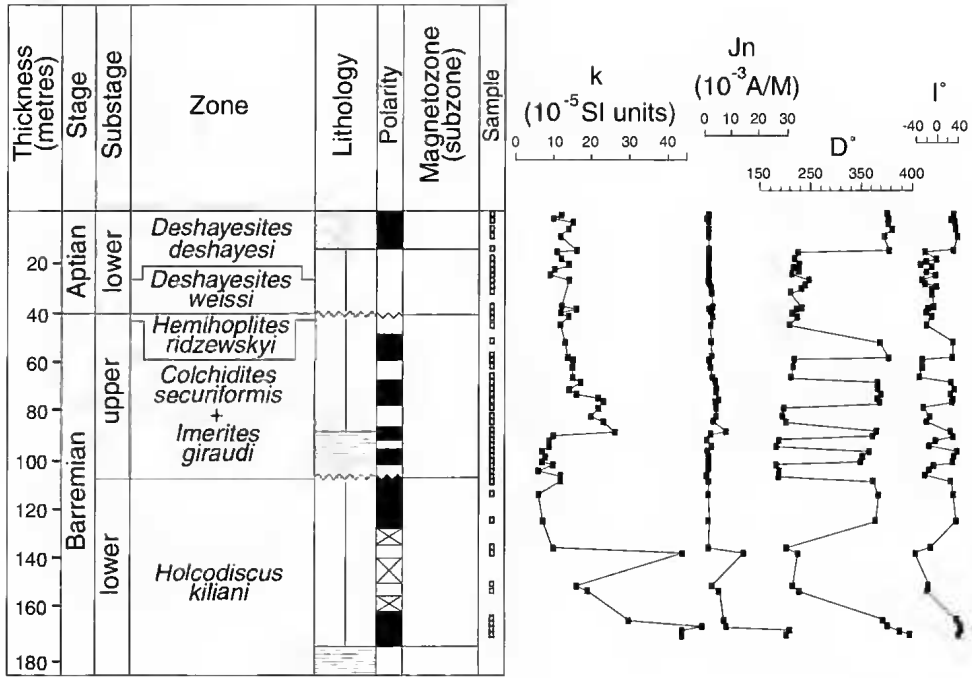 Thickness
(metres)
Stage
Substage
Zone
Lithology
Polarity
Magnetozone
(subzone)
Sample
k
(10⁻⁵SI units)
0 20 40
Jn
(10⁻³A/M)
0 10 20 30
D°
150 250 350 400
I°
-40 0 40
20
40
60
80
100
120
140
160
180
Aptian
Barremian
lower
upper
lower
Deshayesites
deshayesi
Deshayesites
weissi
Hemihoplites
ridzewskyi
Colchidites
securiformis
+
Imerites
giraudi
Holcodiscus
kiliani